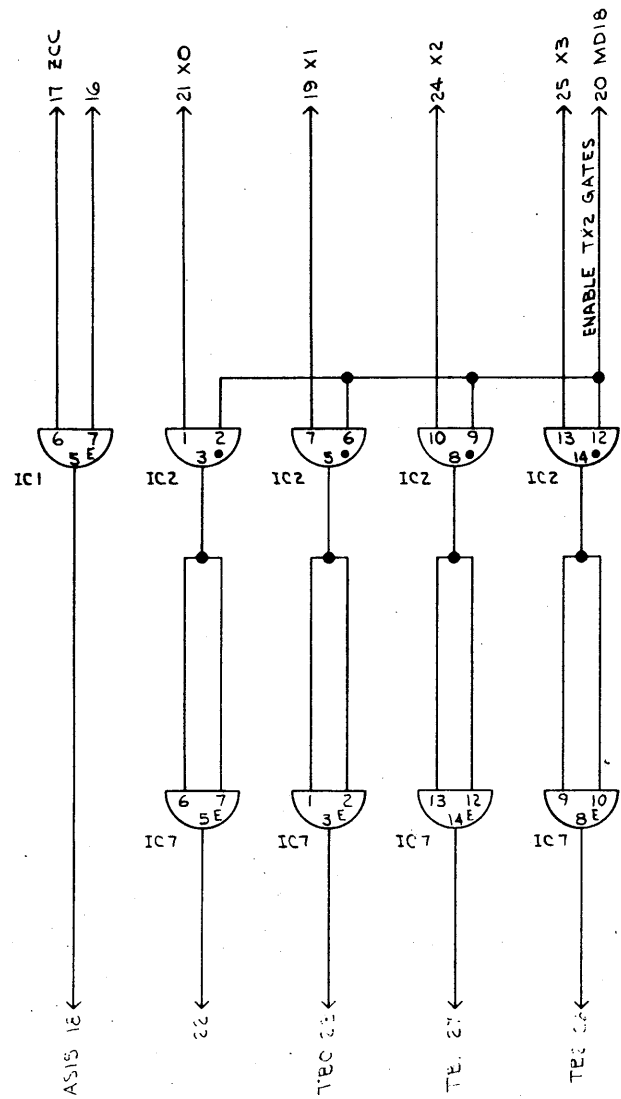 17 ZCC
16
21 X0
19 X1
24 X2
25 X3
20 MD18
ENABLE TX2 GATES
6 7
5 E
IC1
1 2
3
IC2
7 6
5
IC2
10 9
8
IC2
13 12
14
IC2
6 7
5 E
IC7
1 2
3 E
IC7
13 12
14 E
IC7
9 10
8 E
IC7
ASIS 18
22